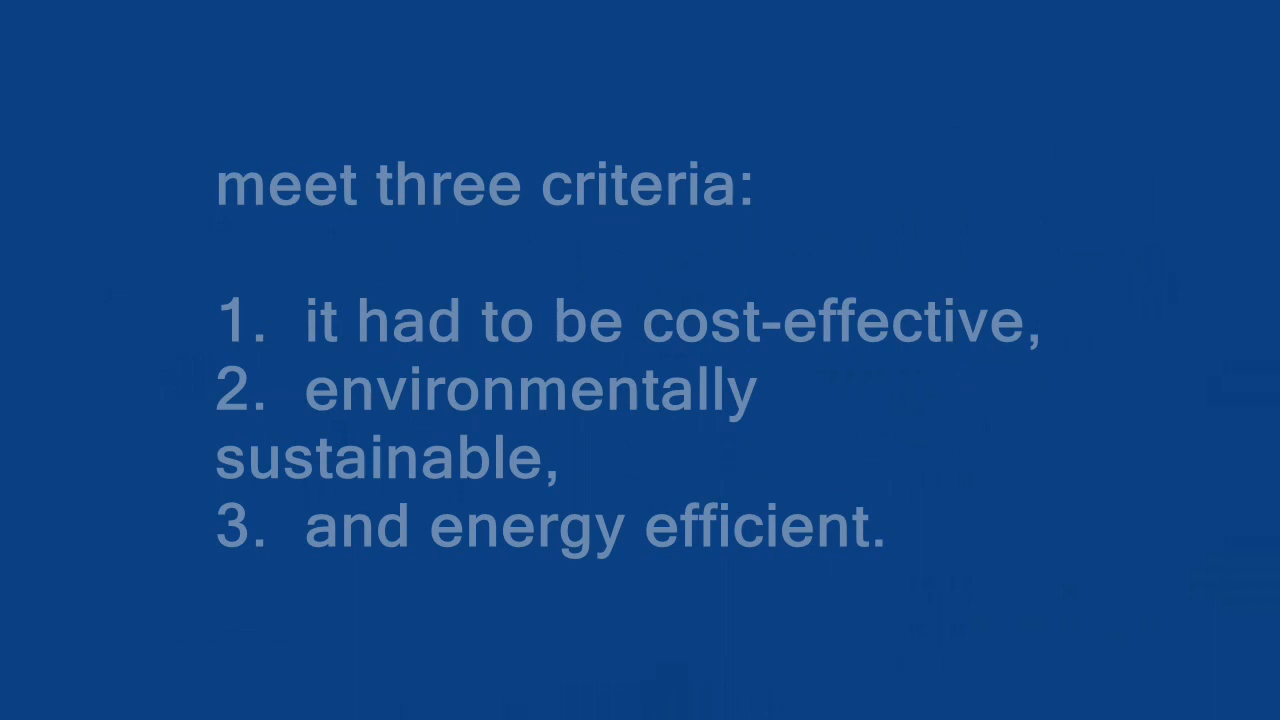 meet three criteria:
1. it had to be cost-effective,
2. environmentally
sustainable,
3. and energy efficient.